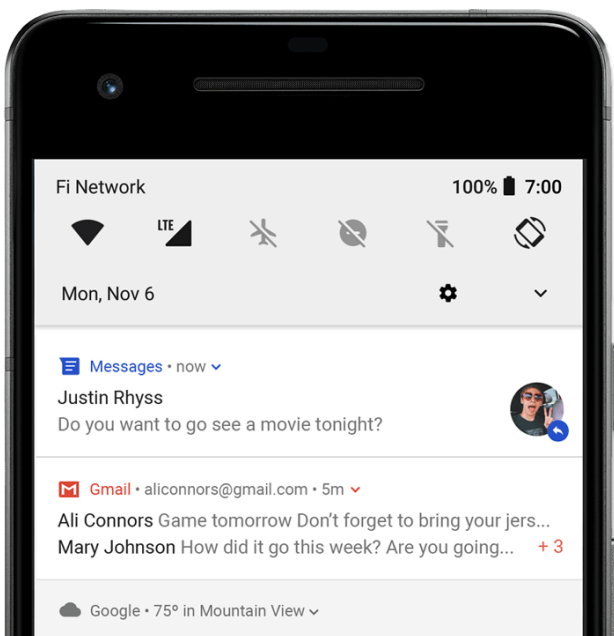 Fi Network 100% 7:00
LTE
Mon, Nov 6
Messages • now
Justin Rhyss
Do you want to go see a movie tonight?
Gmail • aliconnors@gmail.com • 5m
Ali Connors Game tomorrow Don't forget to bring your jers...
Mary Johnson How did it go this week? Are you going... + 3
Google • 75º in Mountain View